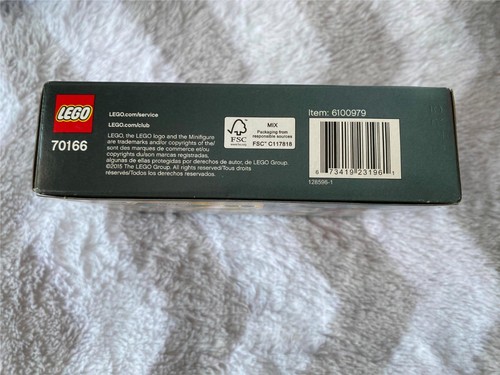 LEGO
70166
LEGO.com/service
LEGO.com/club
LEGO, the LEGO logo and the Minifigure
are trademarks and/or copyrights of the/
sont des marques de commerce et/ou
copyrights du/son marcas registradas,
algunas de ellas protegidas por derechos de autor, de LEGO Group.
©2015 The LEGO Group. All rights reserved/Tous droits
réservés/Todos los derechos reservados.
FSC
MIX
Packaging from
responsible sources
FSC® C117818
Item: 6100979
6 73419 23196 1
128598-1